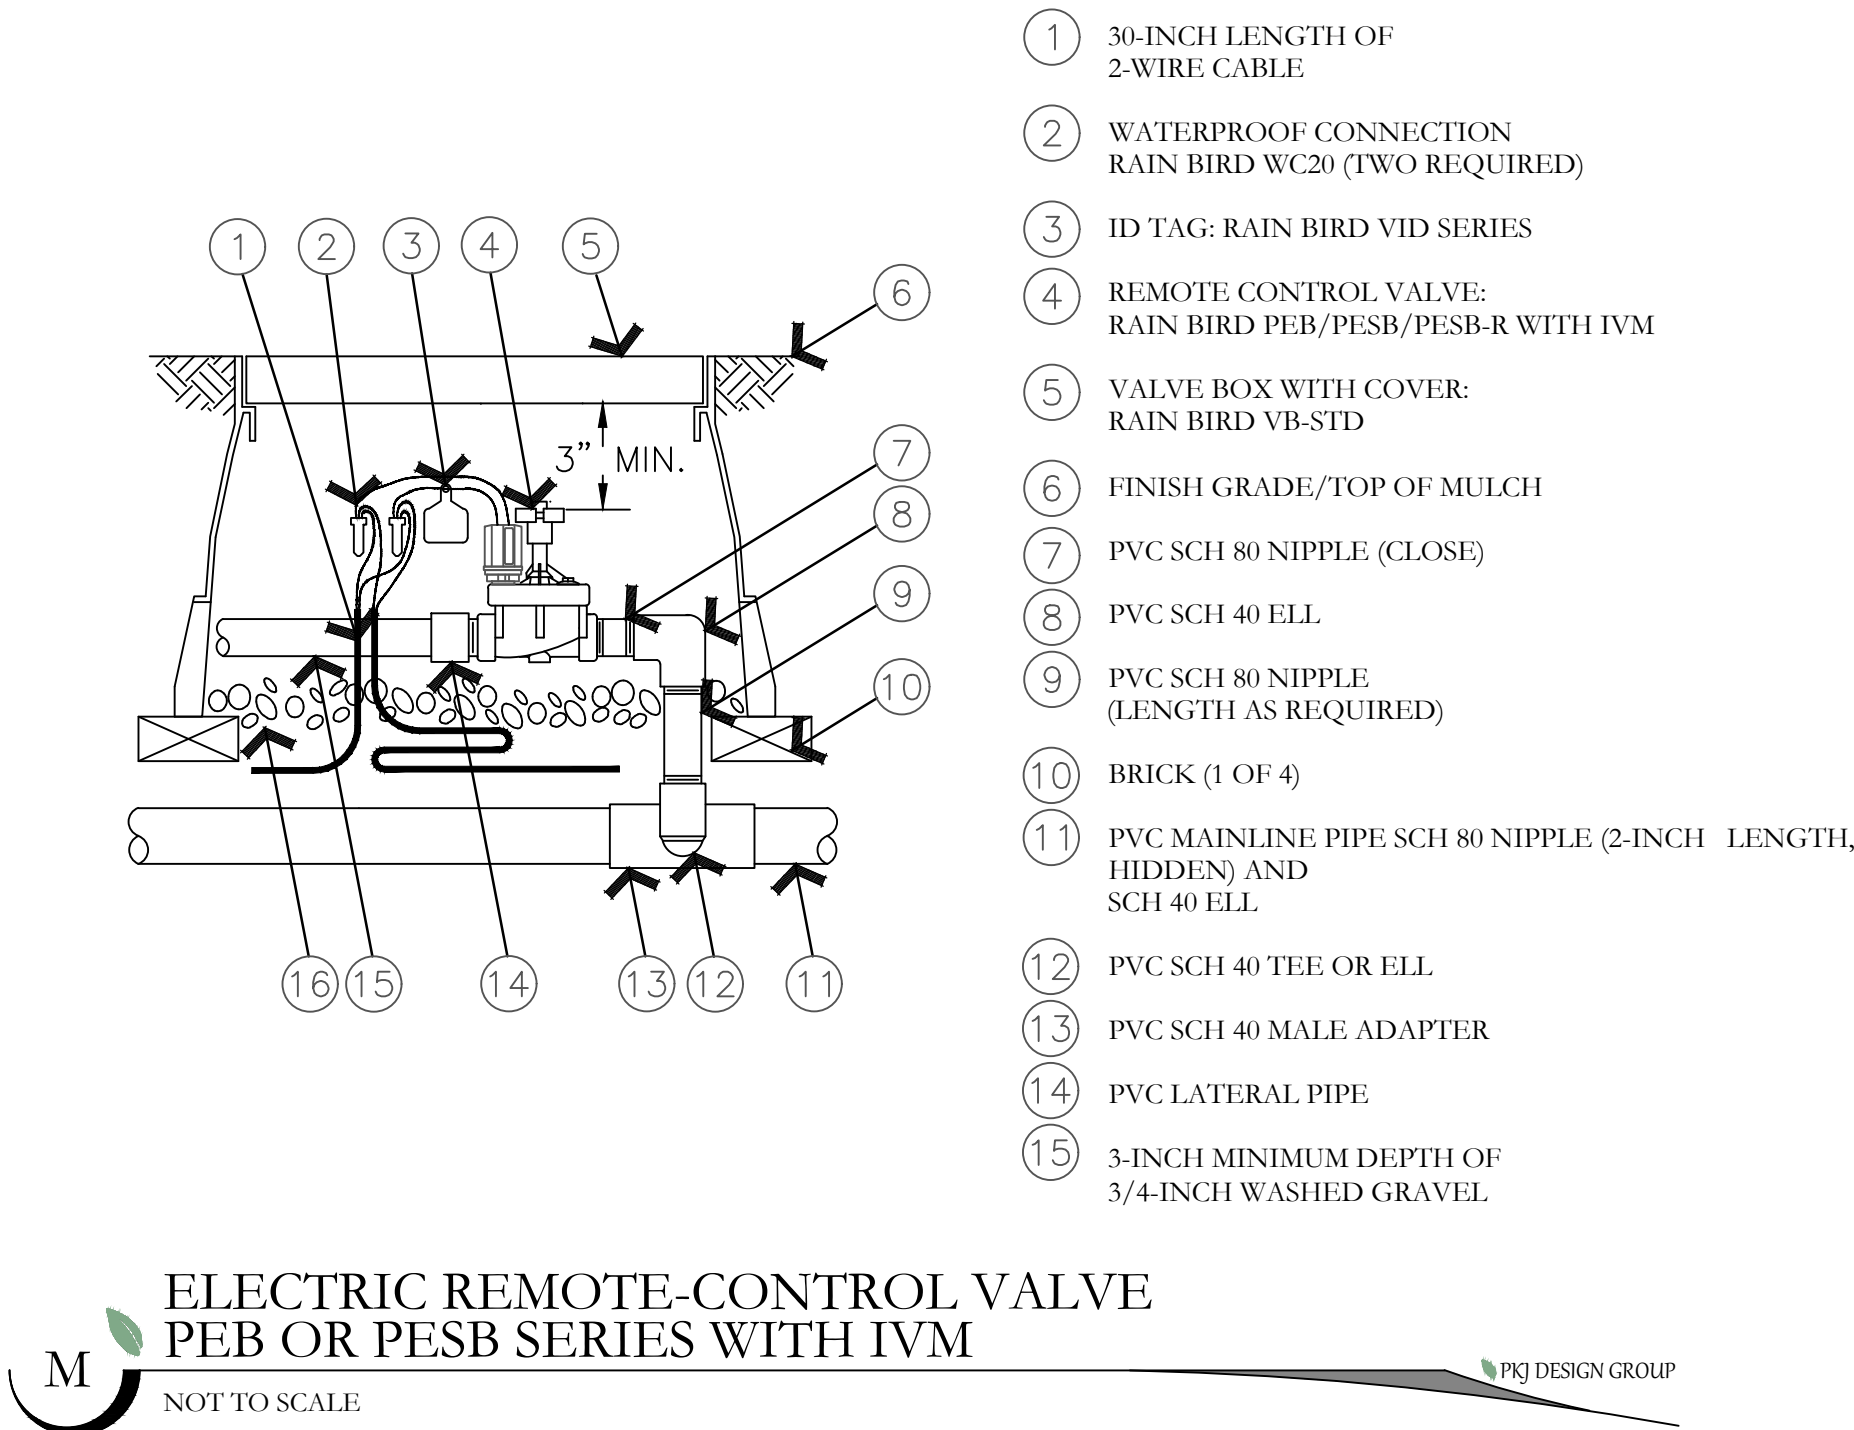 1 30-INCH LENGTH OF
2-WIRE CABLE
2 WATERPROOF CONNECTION
RAIN BIRD WC20 (TWO REQUIRED)
3 ID TAG: RAIN BIRD VID SERIES
4 REMOTE CONTROL VALVE:
RAIN BIRD PEB/PESB/PESB-R WITH IVM
5 VALVE BOX WITH COVER:
RAIN BIRD VB-STD
6 FINISH GRADE/TOP OF MULCH
7 PVC SCH 80 NIPPLE (CLOSE)
8 PVC SCH 40 ELL
9 PVC SCH 80 NIPPLE
(LENGTH AS REQUIRED)
10 BRICK (1 OF 4)
11 PVC MAINLINE PIPE SCH 80 NIPPLE (2-INCH LENGTH,
HIDDEN) AND
SCH 40 ELL
12 PVC SCH 40 TEE OR ELL
13 PVC SCH 40 MALE ADAPTER
14 PVC LATERAL PIPE
15 3-INCH MINIMUM DEPTH OF
3/4-INCH WASHED GRAVEL
1 2 3 4 5
6
3" MIN.
7
8
9
10
16 15 14 13 12 11
ELECTRIC REMOTE-CONTROL VALVE
PEB OR PESB SERIES WITH IVM
M
NOT TO SCALE
PKJ DESIGN GROUP